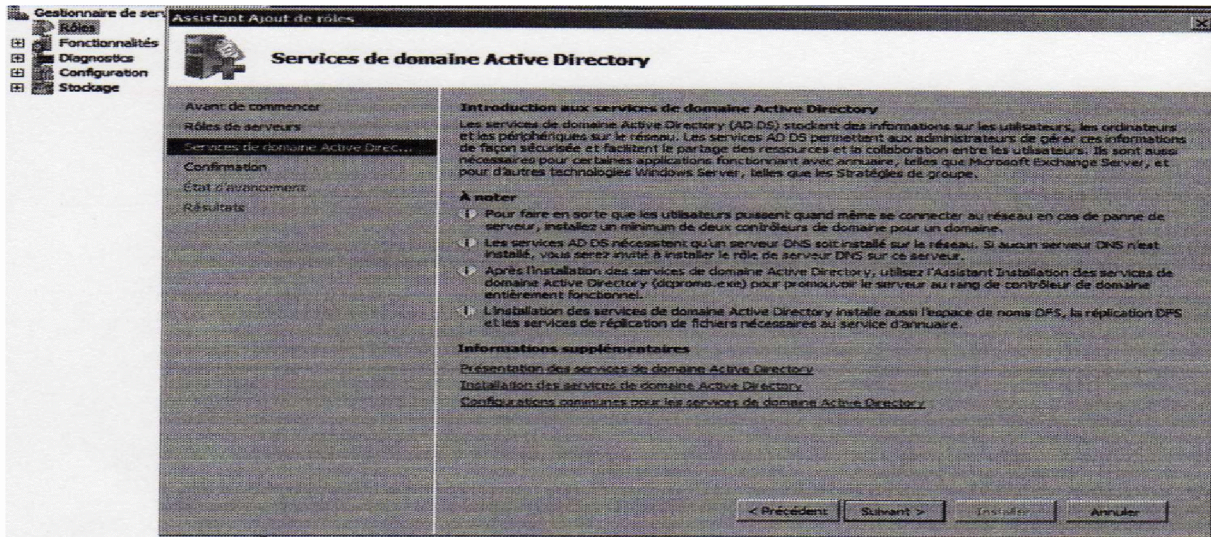 Gestionnaire de serv
Rôles
Fonctionnalités
Diagnostics
Configuration
Stockage
Assistant Ajout de rôles
Services de domaine Active Directory
Avant de commencer
Rôles de serveurs
Services de domaine Active Direc...
Confirmation
État d'avancement
Résultats
Introduction aux services de domaine Active Directory
Les services de domaine Active Directory (AD DS) stockent des informations sur les utilisateurs, les ordinateurs
et les périphériques sur le réseau. Les services AD DS permettent aux administrateurs de gérer ces informations
de façon sécurisée et facilitent le partage des ressources et la collaboration entre les utilisateurs. Ils sont aussi
nécessaires pour certaines applications fonctionnant avec annuaire, telles que Microsoft Exchange Server, et
pour d'autres technologies Windows Server, telles que les Stratégies de groupe.
À noter
Pour faire en sorte que les utilisateurs puissent quand même se connecter au réseau en cas de panne de
serveur, installez un minimum de deux contrôleurs de domaine pour un domaine.
Les services AD DS nécessitent qu'un serveur DNS soit installé sur le réseau. Si aucun serveur DNS n'est
installé, vous serez invité à installer le rôle de serveur DNS sur ce serveur.
Après l'installation des services de domaine Active Directory, utilisez l'Assistant Installation des services de
domaine Active Directory (dcpromo.exe) pour promouvoir le serveur au rang de contrôleur de domaine
entièrement fonctionnel.
L'installation des services de domaine Active Directory installe aussi l'espace de noms DFS, la réplication DFS
et les services de réplication de fichiers nécessaires au service d'annuaire.
Informations supplémentaires
Présentation des services de domaine Active Directory
Installation des services de domaine Active Directory
Configurations communes pour les services de domaine Active Directory
< Précédent
Suivant >
Installer
Annuler